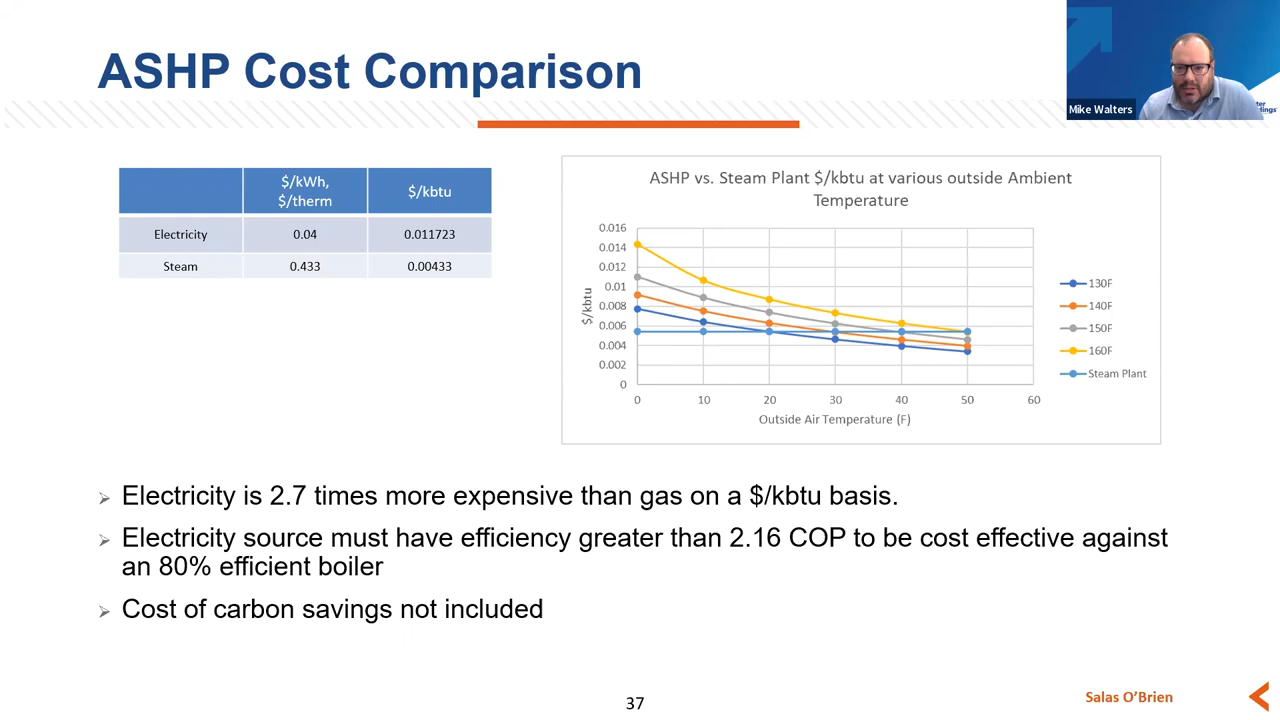 ASHP Cost Comparison
Mike Walters
$/kWh,
$/therm
$/kbtu
Electricity
0.04
0.011723
Steam
0.433
0.00433
ASHP vs. Steam Plant $/kbtu at various outside Ambient
Temperature
0.016
0.014
0.012
0.01
0.008
0.006
0.004
0.002
0
$/kbtu
0 10 20 30 40 50 60
Outside Air Temperature (F)
130F
140F
150F
160F
Steam Plant
➢ Electricity is 2.7 times more expensive than gas on a $/kbtu basis.
➢ Electricity source must have efficiency greater than 2.16 COP to be cost effective against
an 80% efficient boiler
➢ Cost of carbon savings not included
37
Salas O’Brien